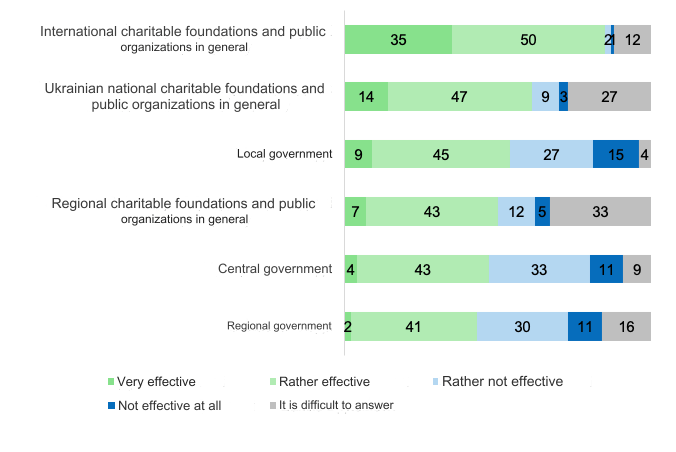 International charitable foundations and public
organizations in general
35 50 2 1 12
Ukrainian national charitable foundations and
public organizations in general
14 47 9 3 27
Local government
9 45 27 15 4
Regional charitable foundations and public
organizations in general
7 43 12 5 33
Central government
4 43 33 11 9
Regional government
2 41 30 11 16
Very effective Rather effective Rather not effective
Not effective at all It is difficult to answer